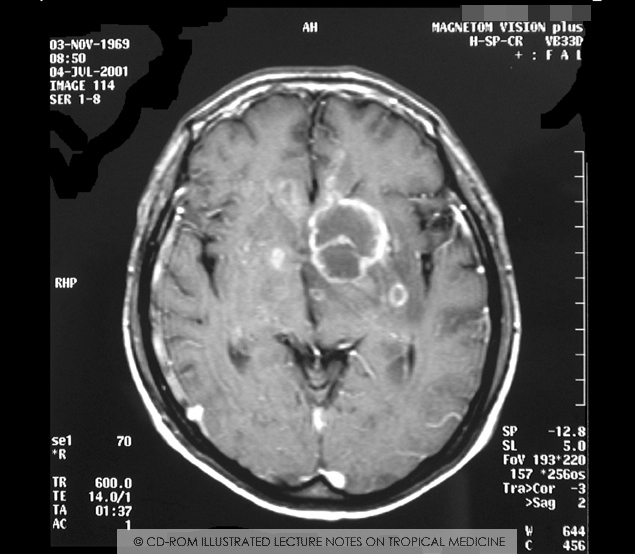 AH
MAGNETOM VISION plus
H-SP-CR VB33D
+ : F A L
03-NOV-1969
08:50
04-JUL-2001
IMAGE 114
SER 1-8
RHP
se1 70
*R
TR 600.0
TE 14.0/1
TA 01:37
AC 1
SP -12.8
SL 5.0
FoV 193*220
157 *256os
Tra>Cor -3
>Sag 2
W 644
C 456
© CD-ROM ILLUSTRATED LECTURE NOTES ON TROPICAL MEDICINE